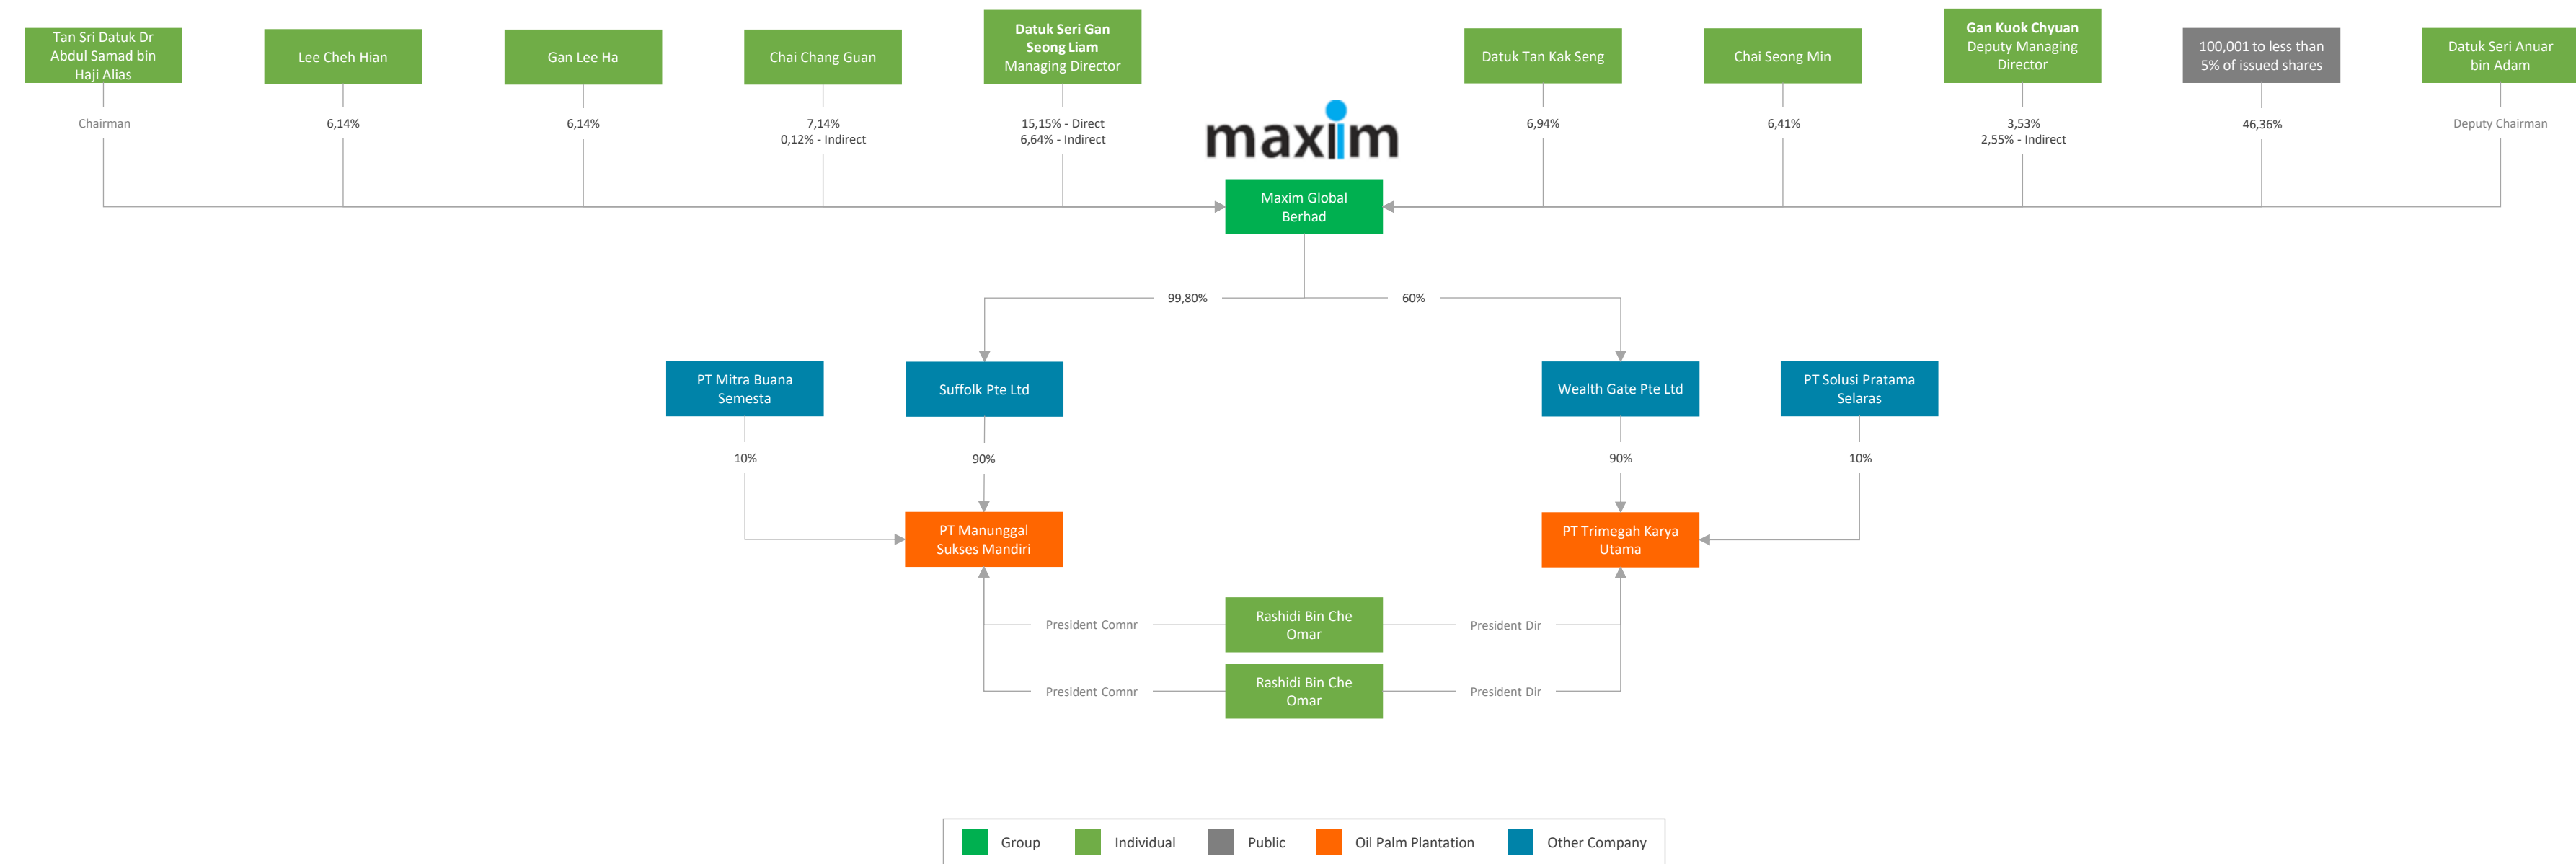 Tan Sri Datuk Dr
Abdul Samad bin
Haji Alias
Lee Cheh Hian
Gan Lee Ha
Chai Chang Guan
Datuk Seri Gan
Seong Liam
Managing Director
Datuk Tan Kak Seng
Chai Seong Min
Gan Kuok Chyuan
Deputy Managing
Director
100,001 to less than
5% of issued shares
Datuk Seri Anuar
bin Adam
Chairman
6,14%
6,14%
7,14%
0,12% - Indirect
15,15% - Direct
6,64% - Indirect
maxim
6,94%
6,41%
3,53%
2,55% - Indirect
46,36%
Deputy Chairman
Maxim Global
Berhad
99,80%
60%
PT Mitra Buana
Semesta
Suffolk Pte Ltd
Wealth Gate Pte Ltd
PT Solusi Pratama
Selaras
10%
90%
90%
10%
PT Manunggal
Sukses Mandiri
PT Trimegah Karya
Utama
President Comnr
Rashidi Bin Che
Omar
President Dir
President Comnr
Rashidi Bin Che
Omar
President Dir
Group
Individual
Public
Oil Palm Plantation
Other Company